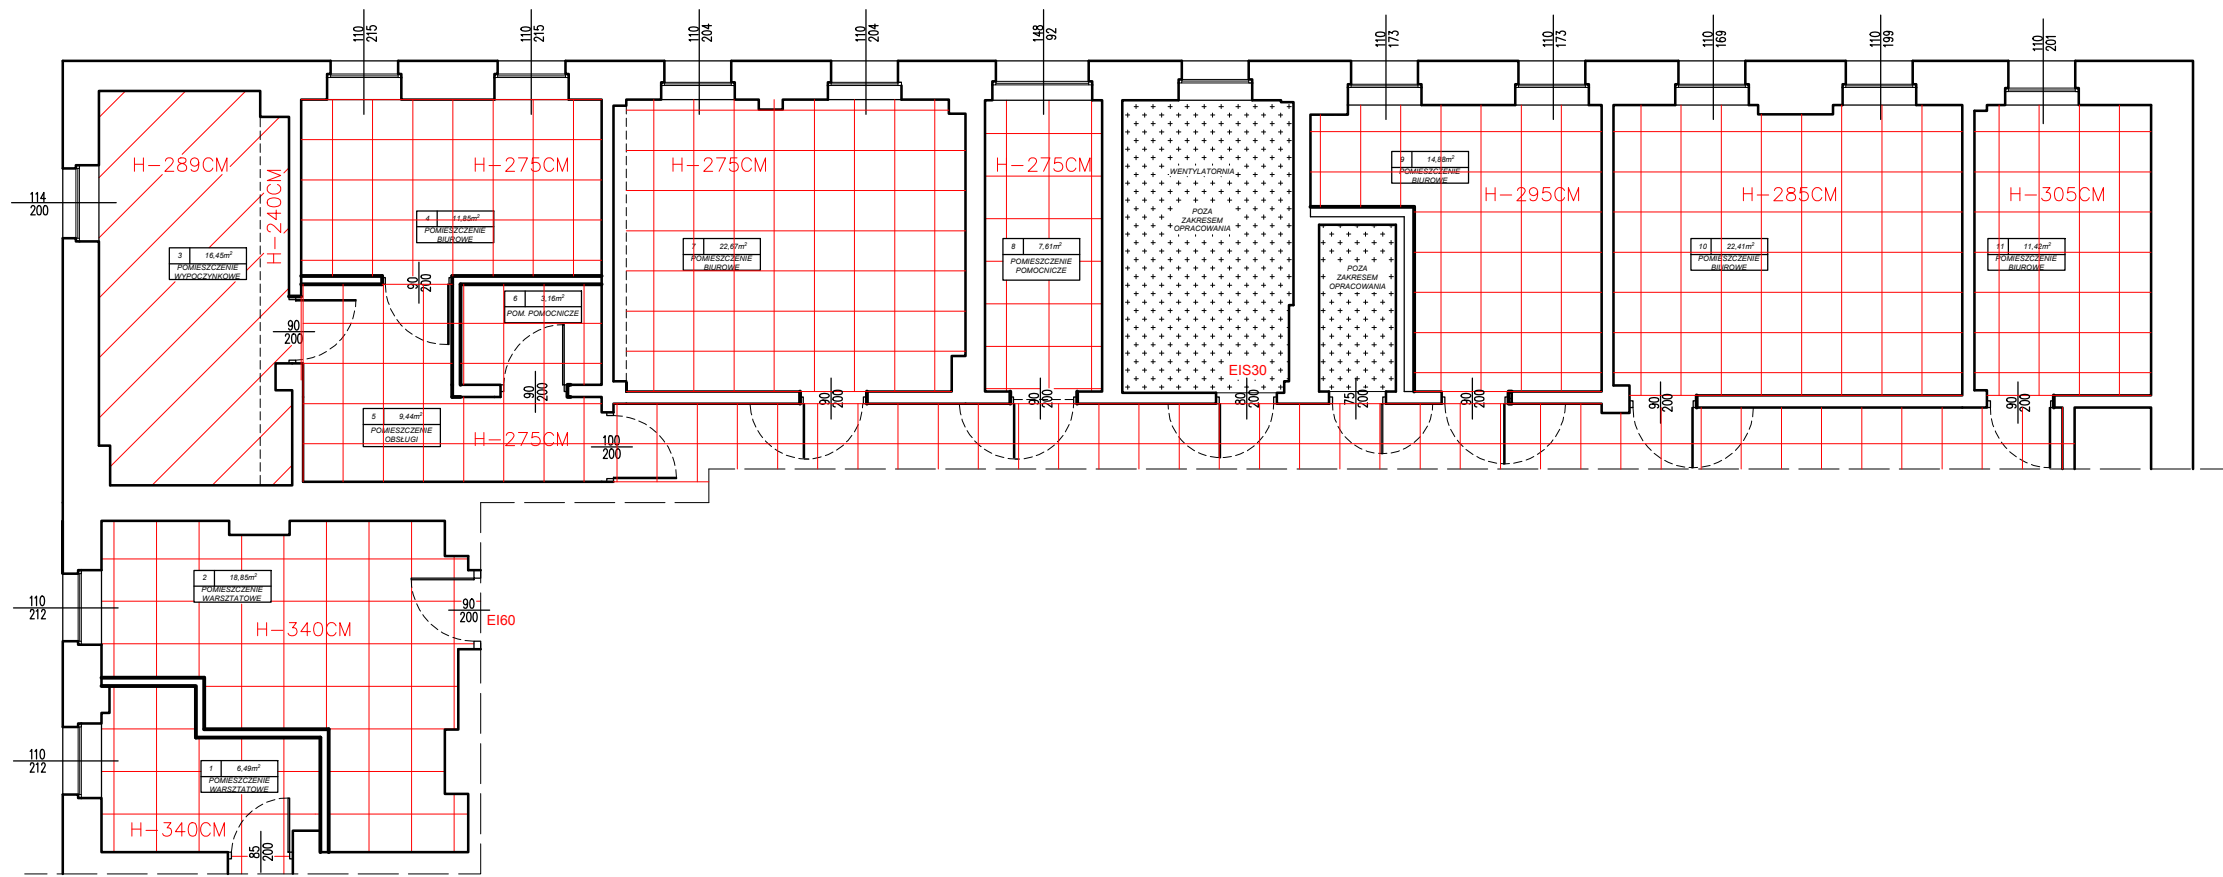 110
215
110
215
110
204
110
204
148
92
110
173
110
173
110
169
110
199
110
201
H-289CM
H-240CM
H-275CM
H-275CM
H-275CM
H-295CM
H-285CM
H-305CM
114
200
3 16,45m²
POMIESZCZENIE
WYPOCZYNKOWE
4 11,85m²
POMIESZCZENIE
BIUROWE
7 22,67m²
POMIESZCZENIE
BIUROWE
8 7,61m²
POMIESZCZENIE
POMOCNICZE
WENTYLATORNIA
POZA
ZAKRESEM
OPRACOWANIA
POZA
ZAKRESEM
OPRACOWANIA
9 14,88m²
POMIESZCZENIE
BIUROWE
10 22,41m²
POMIESZCZENIE
BIUROWE
11 11,42m²
POMIESZCZENIE
BIUROWE
90
200
6 3,16m²
POM. POMOCNICZE
90
200
90
200
5 9,44m²
POMIESZCZENIE
OBSŁUGI
H-275CM
100
200
90
200
90
200
EIS30
80
200
75
200
90
200
90
200
90
200
2 18,85m²
POMIESZCZENIE
WARSZTATOWE
110
212
H-340CM
90
200
EI60
110
212
1 6,49m²
POMIESZCZENIE
WARSZTATOWE
H-340CM
85
200